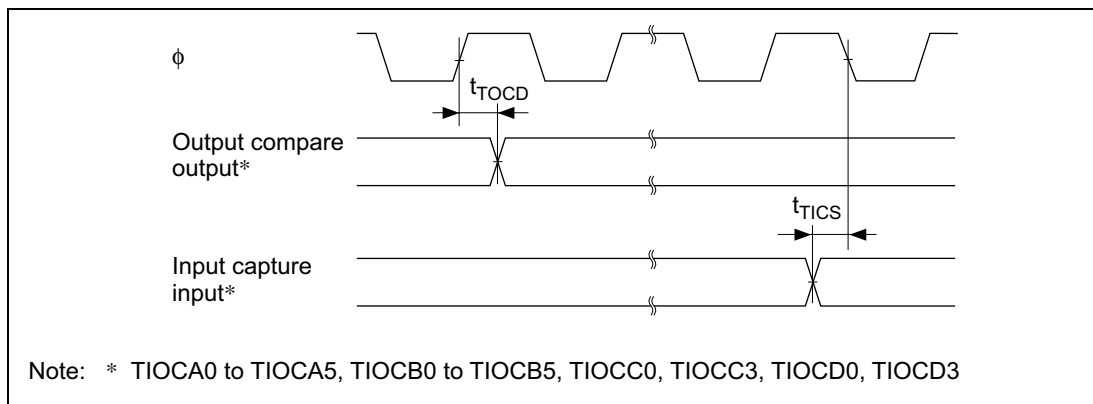 ϕ
tTOCD
Output compare
output*
tTICS
Input capture
input*
Note: * TIOCA0 to TIOCA5, TIOCB0 to TIOCB5, TIOCC0, TIOCC3, TIOCD0, TIOCD3